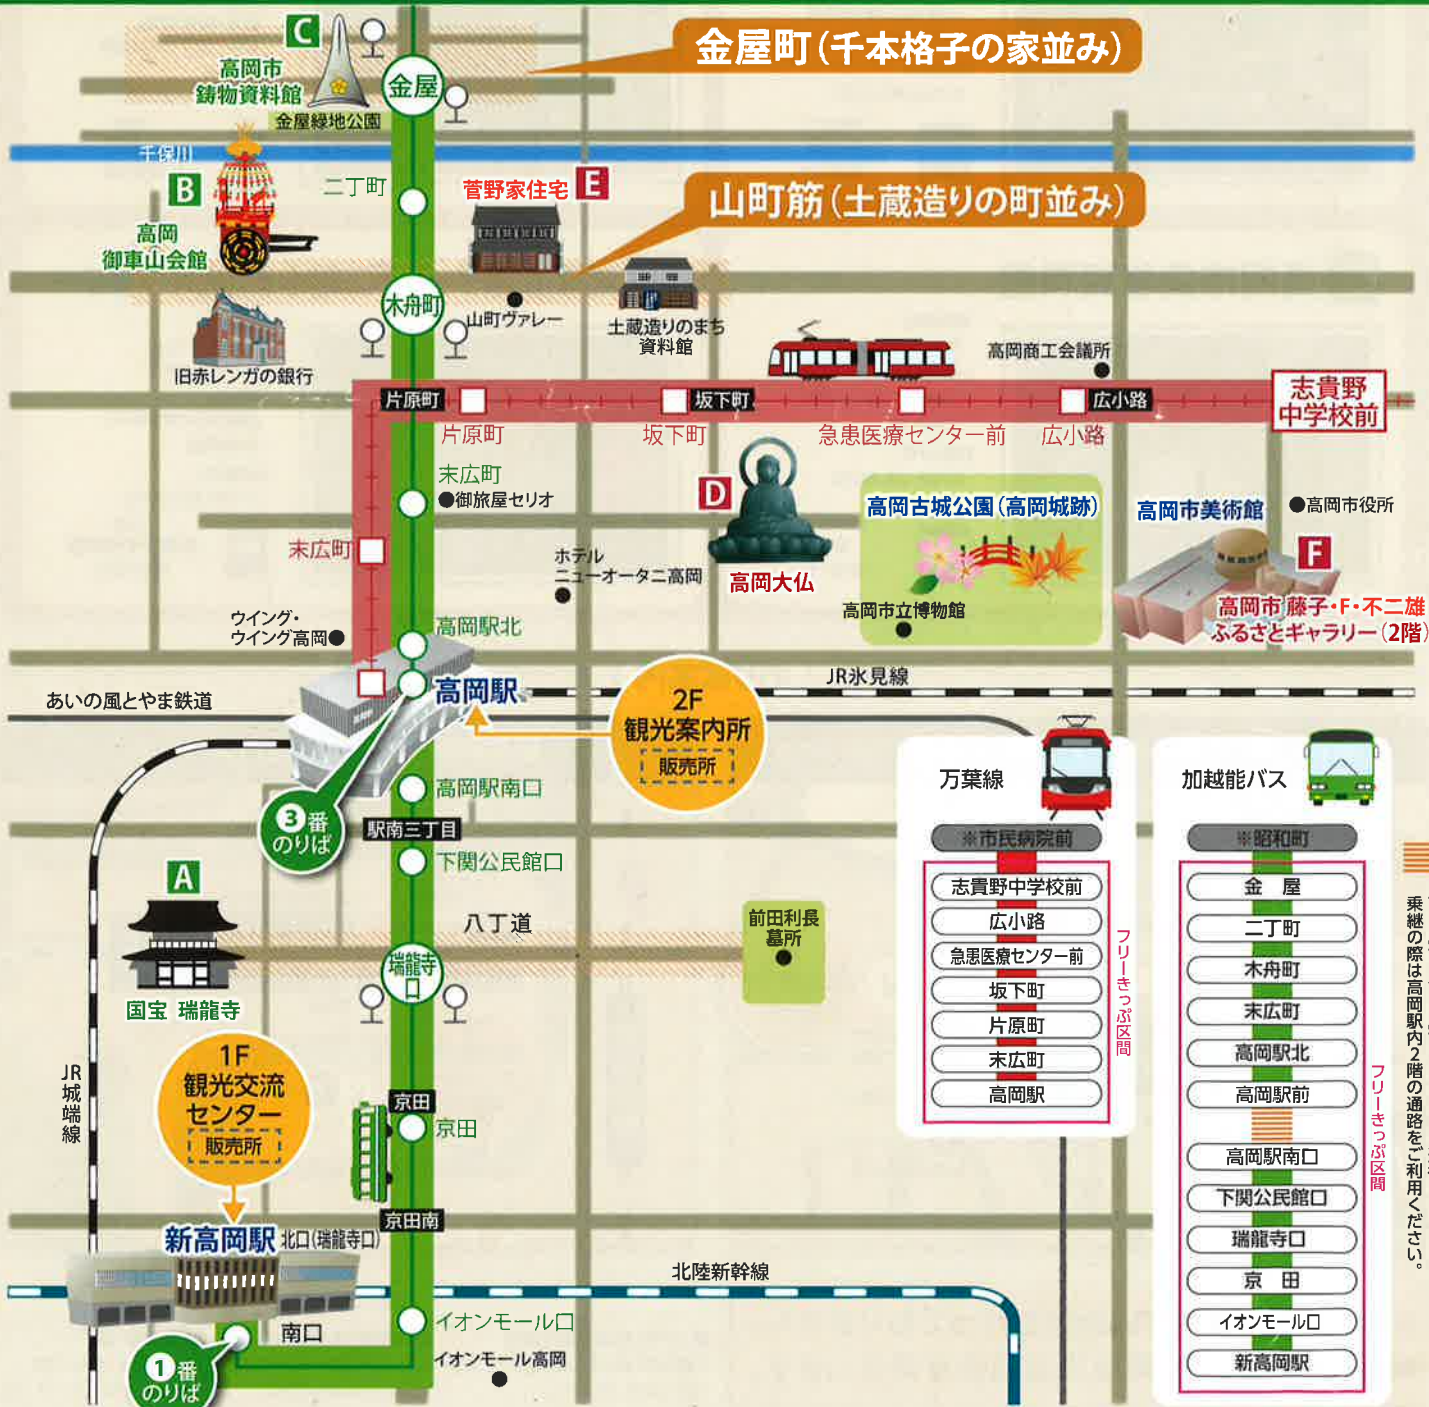 C
高岡市
鋳物資料館
金屋緑地公園
金屋
金屋町(千本格子の家並み)
千保川
B
高岡
御車山会館
二丁町
菅野家住宅
E
山町筋(土蔵造りの町並み)
木舟町
山町ヴァレー
土蔵造りのまち
資料館
旧赤レンガの銀行
高岡商工会議所
片原町
坂下町
広小路
志貴野
中学校前
片原町
坂下町
急患医療センター前
広小路
末広町
御旅屋セリオ
末広町
D
高岡大仏
高岡古城公園(高岡城跡)
高岡市立博物館
高岡市美術館
高岡市役所
F
高岡市 藤子・F・不二雄
ふるさとギャラリー(2階)
ホテル
ニューオータニ高岡
ウイング・
ウイング高岡
高岡駅北
高岡駅
あいの風とやま鉄道
JR氷見線
2F
観光案内所
販売所
3番
のりば
高岡駅南口
駅南三丁目
下関公民館口
A
国宝 瑞龍寺
八丁道
瑞龍寺
口
前田利長
墓所
JR城端線
1F
観光交流
センター
販売所
京田
京田
京田南
新高岡駅 北口(瑞龍寺口)
南口
1番
のりば
北陸新幹線
イオンモール口
イオンモール高岡
万葉線
※市民病院前
志貴野中学校前
広小路
急患医療センター前
坂下町
片原町
末広町
高岡駅
フリーきっぷ区間
加越能バス
※昭和町
金 屋
二丁町
木舟町
末広町
高岡駅北
高岡駅前
高岡駅南口
下関公民館口
瑞龍寺口
京 田
イオンモール口
新高岡駅
フリーきっぷ区間
乗継の際は高岡駅内2階の通路をご利用ください。